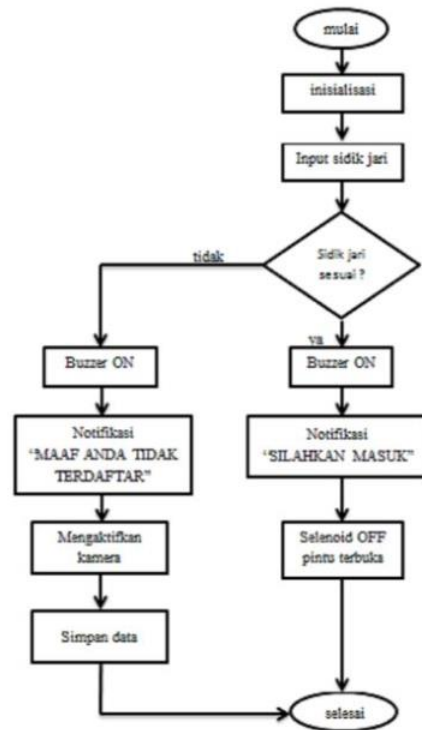 mulai
inisialisasi
Input sidik jari
Sidik jari
sesuai ?
tidak
ya
Buzzer ON
Notifikasi
“MAAF ANDA TIDAK
TERDAFTAR”
Mengaktifkan
kamera
Simpan data
Buzzer ON
Notifikasi
“SILAHKAN MASUK”
Selenoid OFF
pintu terbuka
selesai